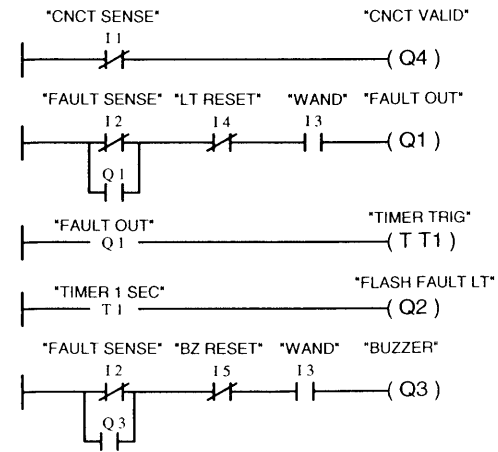 "CNCT SENSE" "CNCT VALID"
I 1
( Q4 )
"FAULT SENSE" "LT RESET" "WAND" "FAULT OUT"
I 2 I 4 I 3
( Q1 )
Q 1
"FAULT OUT" "TIMER TRIG"
Q 1 ( T T1 )
"TIMER 1 SEC" "FLASH FAULT LT"
T 1 ( Q2 )
"FAULT SENSE" "BZ RESET" "WAND" "BUZZER"
I 2 I 5 I 3
( Q3 )
Q 3